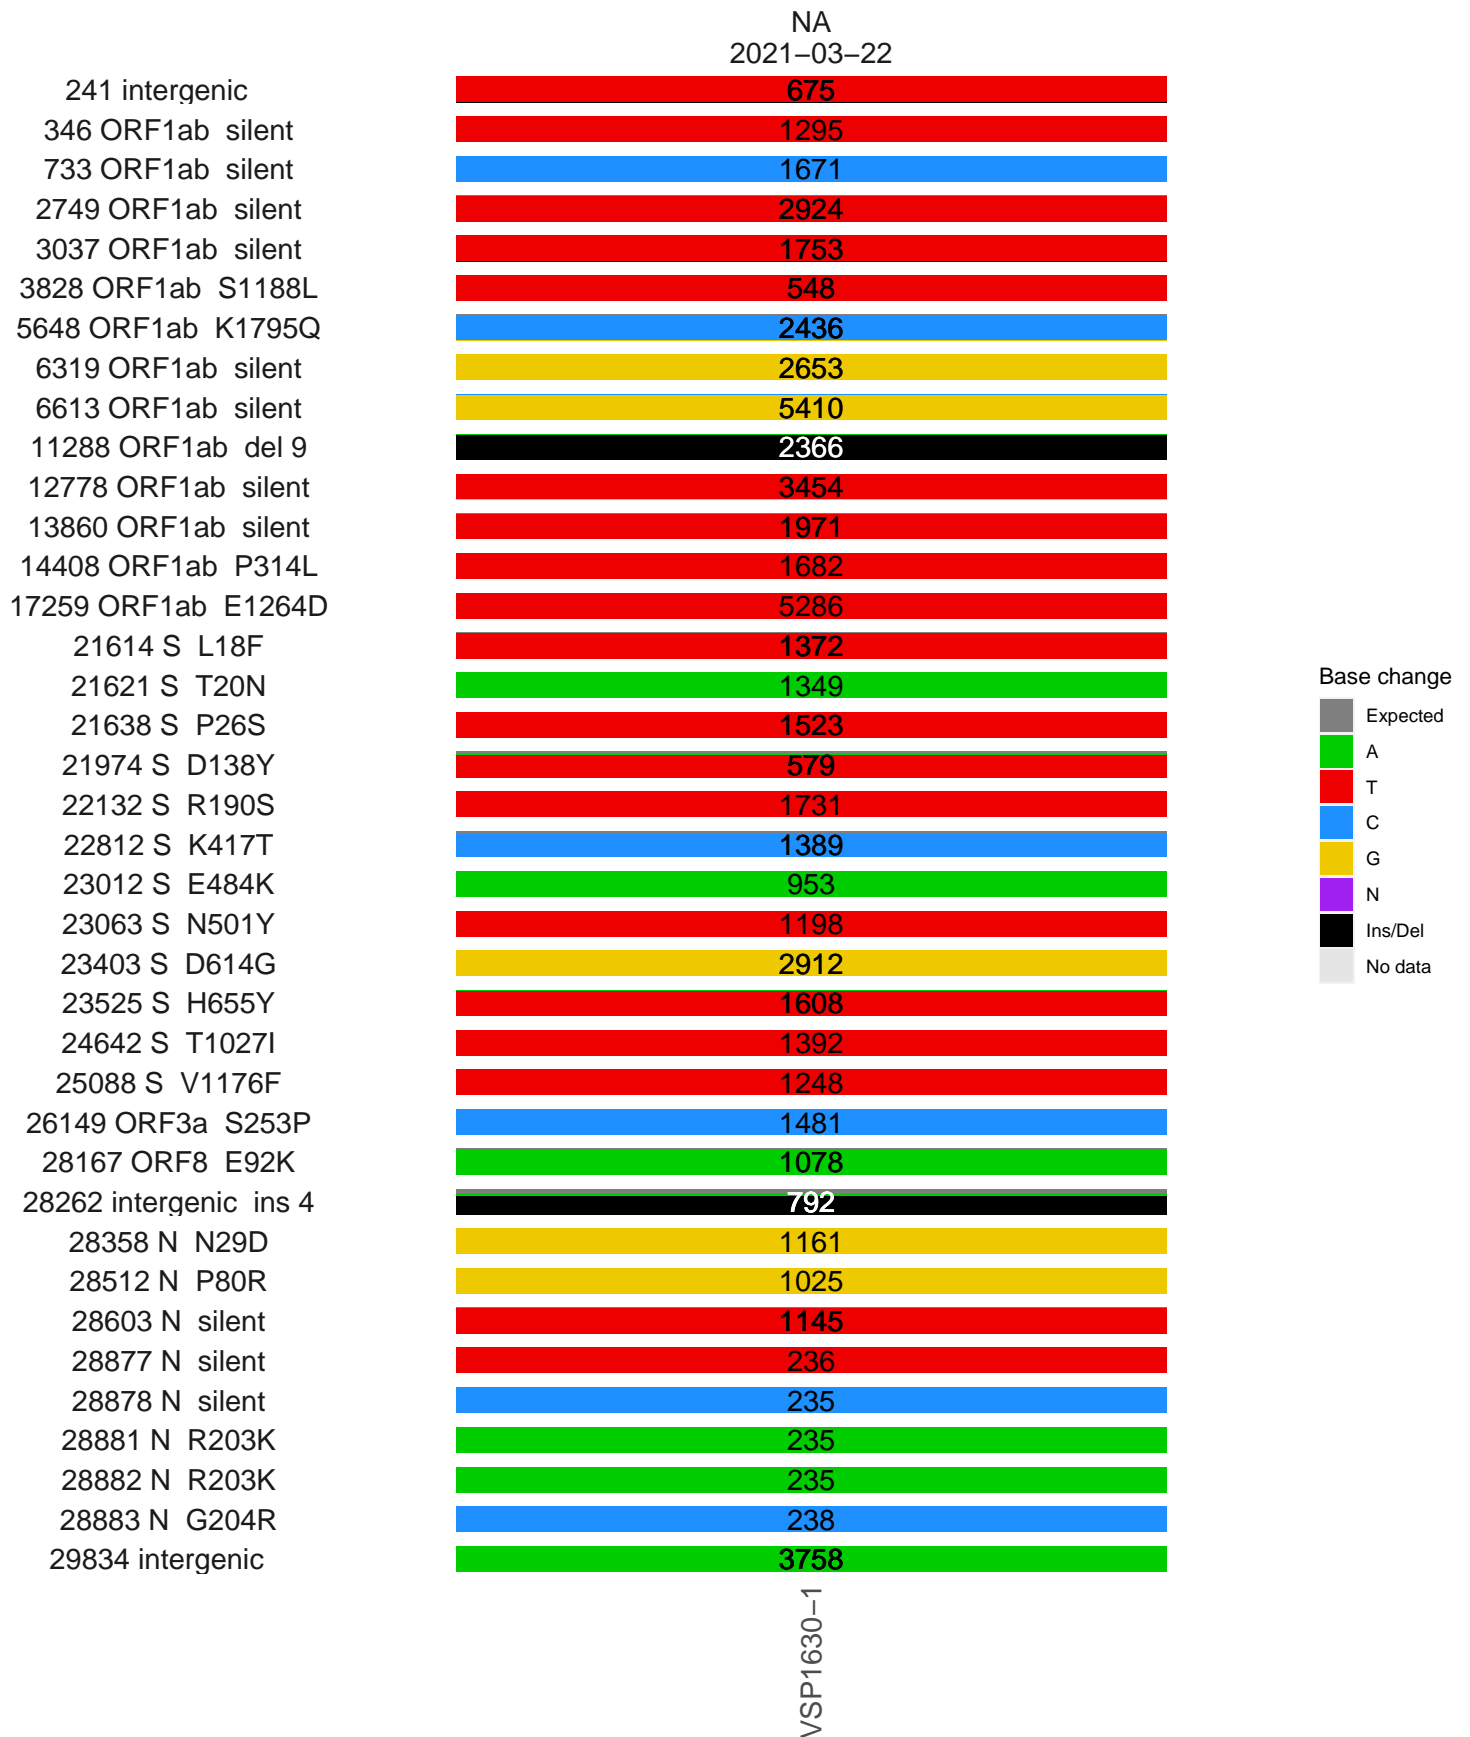 NA
2021−03−22
241 intergenic 675
346 ORF1ab silent 1295
733 ORF1ab silent 1671
2749 ORF1ab silent 2924
3037 ORF1ab silent 1753
3828 ORF1ab S1188L 548
5648 ORF1ab K1795Q 2436
6319 ORF1ab silent 2653
6613 ORF1ab silent 5410
11288 ORF1ab del 9 2366
12778 ORF1ab silent 3454
13860 ORF1ab silent 1971
14408 ORF1ab P314L 1682
17259 ORF1ab E1264D 5286
21614 S L18F 1372
21621 S T20N 1349
21638 S P26S 1523
21974 S D138Y 579
22132 S R190S 1731
22812 S K417T 1389
23012 S E484K 953
23063 S N501Y 1198
23403 S D614G 2912
23525 S H655Y 1608
24642 S T1027I 1392
25088 S V1176F 1248
26149 ORF3a S253P 1481
28167 ORF8 E92K 1078
28262 intergenic ins 4 792
28358 N N29D 1161
28512 N P80R 1025
28603 N silent 1145
28877 N silent 236
28878 N silent 235
28881 N R203K 235
28882 N R203K 235
28883 N G204R 238
29834 intergenic 3758
VSP1630−1
Base change
Expected
A
T
C
G
N
Ins/Del
No data